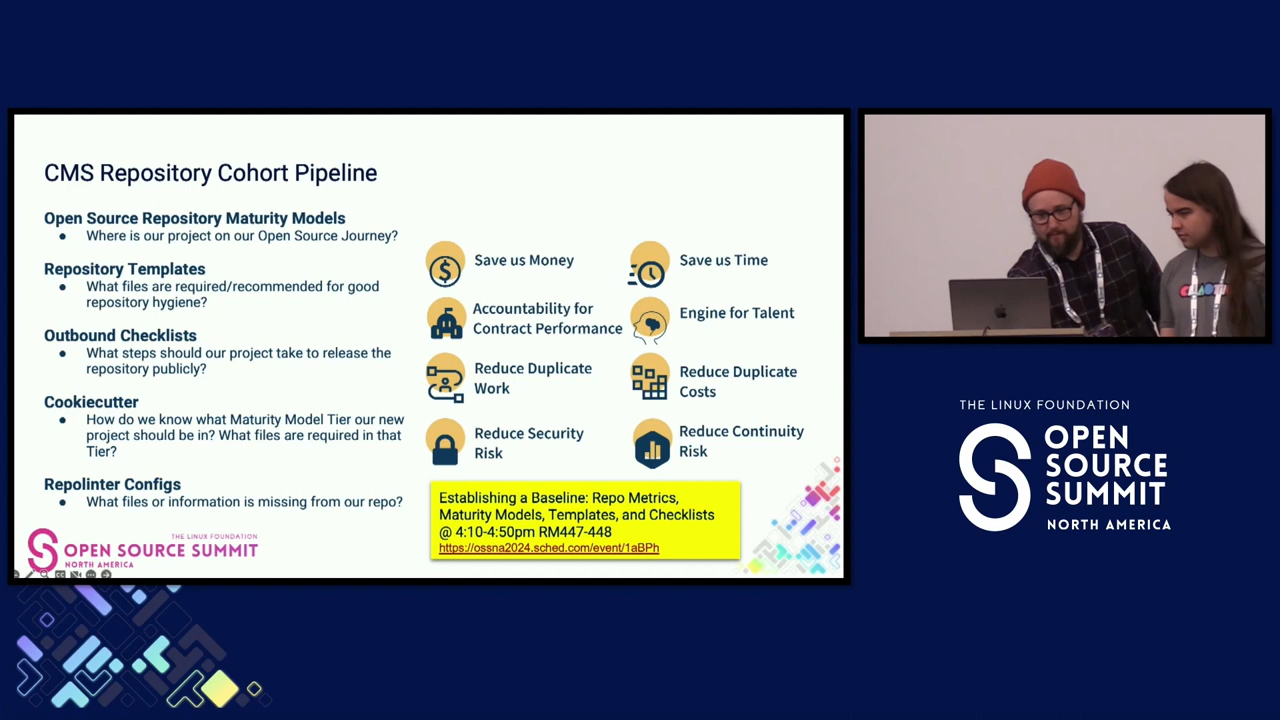 CMS Repository Cohort Pipeline
Open Source Repository Maturity Models
● Where is our project on our Open Source Journey?
Repository Templates
● What files are required/recommended for good
repository hygiene?
Outbound Checklists
● What steps should our project take to release the
repository publicly?
Cookiecutter
● How do we know what Maturity Model Tier our new
project should be in? What files are required in that
Tier?
Repolinter Configs
● What files or information is missing from our repo?
Save us Money
Save us Time
Accountability for
Contract Performance
Engine for Talent
Reduce Duplicate
Work
Reduce Duplicate
Costs
Reduce Security
Risk
Reduce Continuity
Risk
Establishing a Baseline: Repo Metrics,
Maturity Models, Templates, and Checklists
@ 4:10-4:50pm RM447-448
https://ossna2024.sched.com/event/1aBPh
THE LINUX FOUNDATION
OPEN SOURCE SUMMIT
NORTH AMERICA
THE LINUX FOUNDATION
OPEN
SOURCE
SUMMIT
NORTH AMERICA